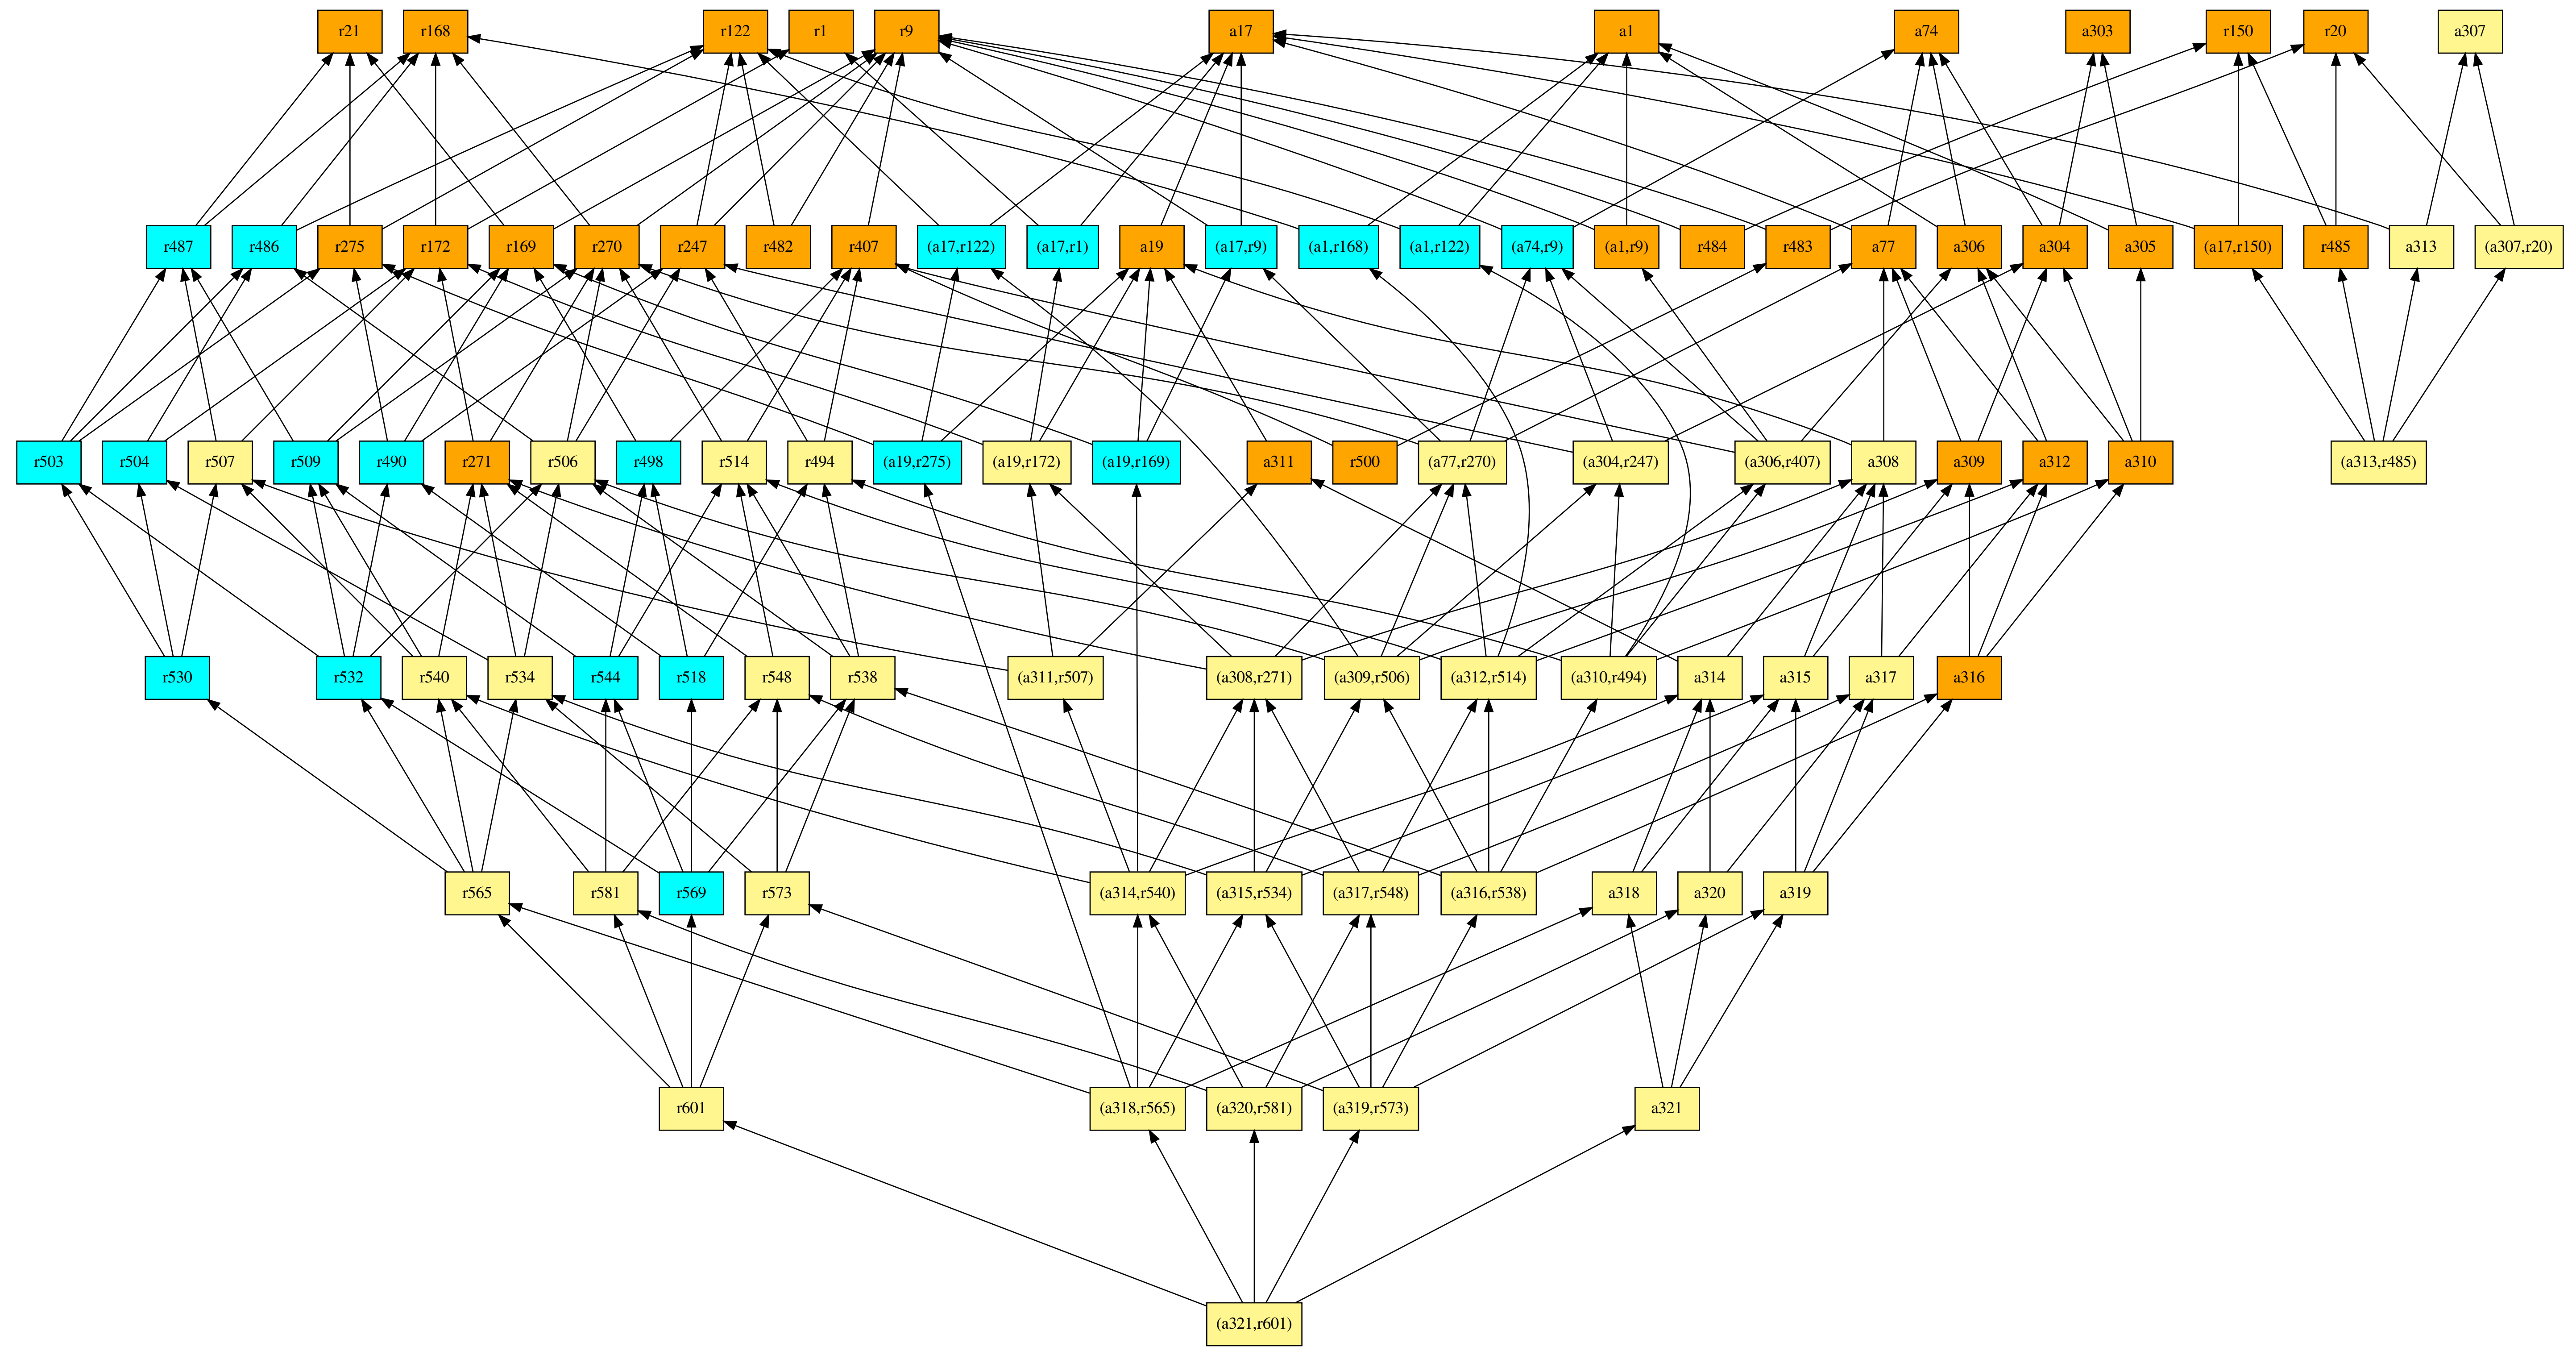 r21
r168
r122
r1
r9
a17
a1
a74
a303
r150
r20
a307
r487
r486
r275
r172
r169
r270
r247
r482
r407
(a17,r122)
(a17,r1)
a19
(a17,r9)
(a1,r168)
(a1,r122)
(a74,r9)
(a1,r9)
r484
r483
a77
a306
a304
a305
(a17,r150)
r485
a313
(a307,r20)
r503
r504
r507
r509
r490
r271
r506
r498
r514
r494
(a19,r275)
(a19,r172)
(a19,r169)
a311
r500
(a77,r270)
(a304,r247)
(a306,r407)
a308
a309
a312
a310
(a313,r485)
r530
r532
r540
r534
r544
r518
r548
r538
(a311,r507)
(a308,r271)
(a309,r506)
(a312,r514)
(a310,r494)
a314
a315
a317
a316
r565
r581
r569
r573
(a314,r540)
(a315,r534)
(a317,r548)
(a316,r538)
a318
a320
a319
r601
(a318,r565)
(a320,r581)
(a319,r573)
a321
(a321,r601)